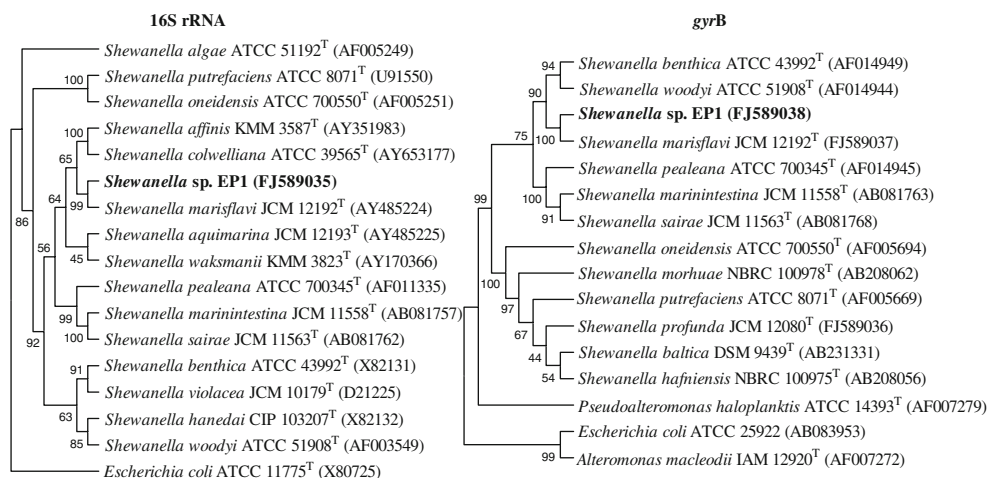 16S rRNA
Shewanella algae ATCC 51192T (AF005249)
Shewanella putrefaciens ATCC 8071T (U91550)
100
Shewanella oneidensis ATCC 700550T (AF005251)
Shewanella affinis KMM 3587T (AY351983)
100
Shewanella colwelliana ATCC 39565T (AY653177)
65
Shewanella sp. EP1 (FJ589035)
64
99
Shewanella marisflavi JCM 12192T (AY485224)
86
Shewanella aquimarina JCM 12193T (AY485225)
56
45
Shewanella waksmanii KMM 3823T (AY170366)
Shewanella pealeana ATCC 700345T (AF011335)
99
Shewanella marinintestina JCM 11558T (AB081757)
92
100
Shewanella sairae JCM 11563T (AB081762)
91
Shewanella benthica ATCC 43992T (X82131)
Shewanella violacea JCM 10179T (D21225)
63
Shewanella hanedai CIP 103207T (X82132)
85
Shewanella woodyi ATCC 51908T (AF003549)
Escherichia coli ATCC 11775T (X80725)
gyrB
94
Shewanella benthica ATCC 43992T (AF014949)
Shewanella woodyi ATCC 51908T (AF014944)
90
Shewanella sp. EP1 (FJ589038)
75
100
Shewanella marisflavi JCM 12192T (FJ589037)
Shewanella pealeana ATCC 700345T (AF014945)
99
100
Shewanella marinintestina JCM 11558T (AB081763)
91
Shewanella sairae JCM 11563T (AB081768)
Shewanella oneidensis ATCC 700550T (AF005694)
100
Shewanella morhuae NBRC 100978T (AB208062)
97
Shewanella putrefaciens ATCC 8071T (AF005669)
67
Shewanella profunda JCM 12080T (FJ589036)
44
Shewanella baltica DSM 9439T (AB231331)
54
Shewanella hafniensis NBRC 100975T (AB208056)
Pseudoalteromonas haloplanktis ATCC 14393T (AF007279)
Escherichia coli ATCC 25922 (AB083953)
99
Alteromonas macleodii IAM 12920T (AF007272)